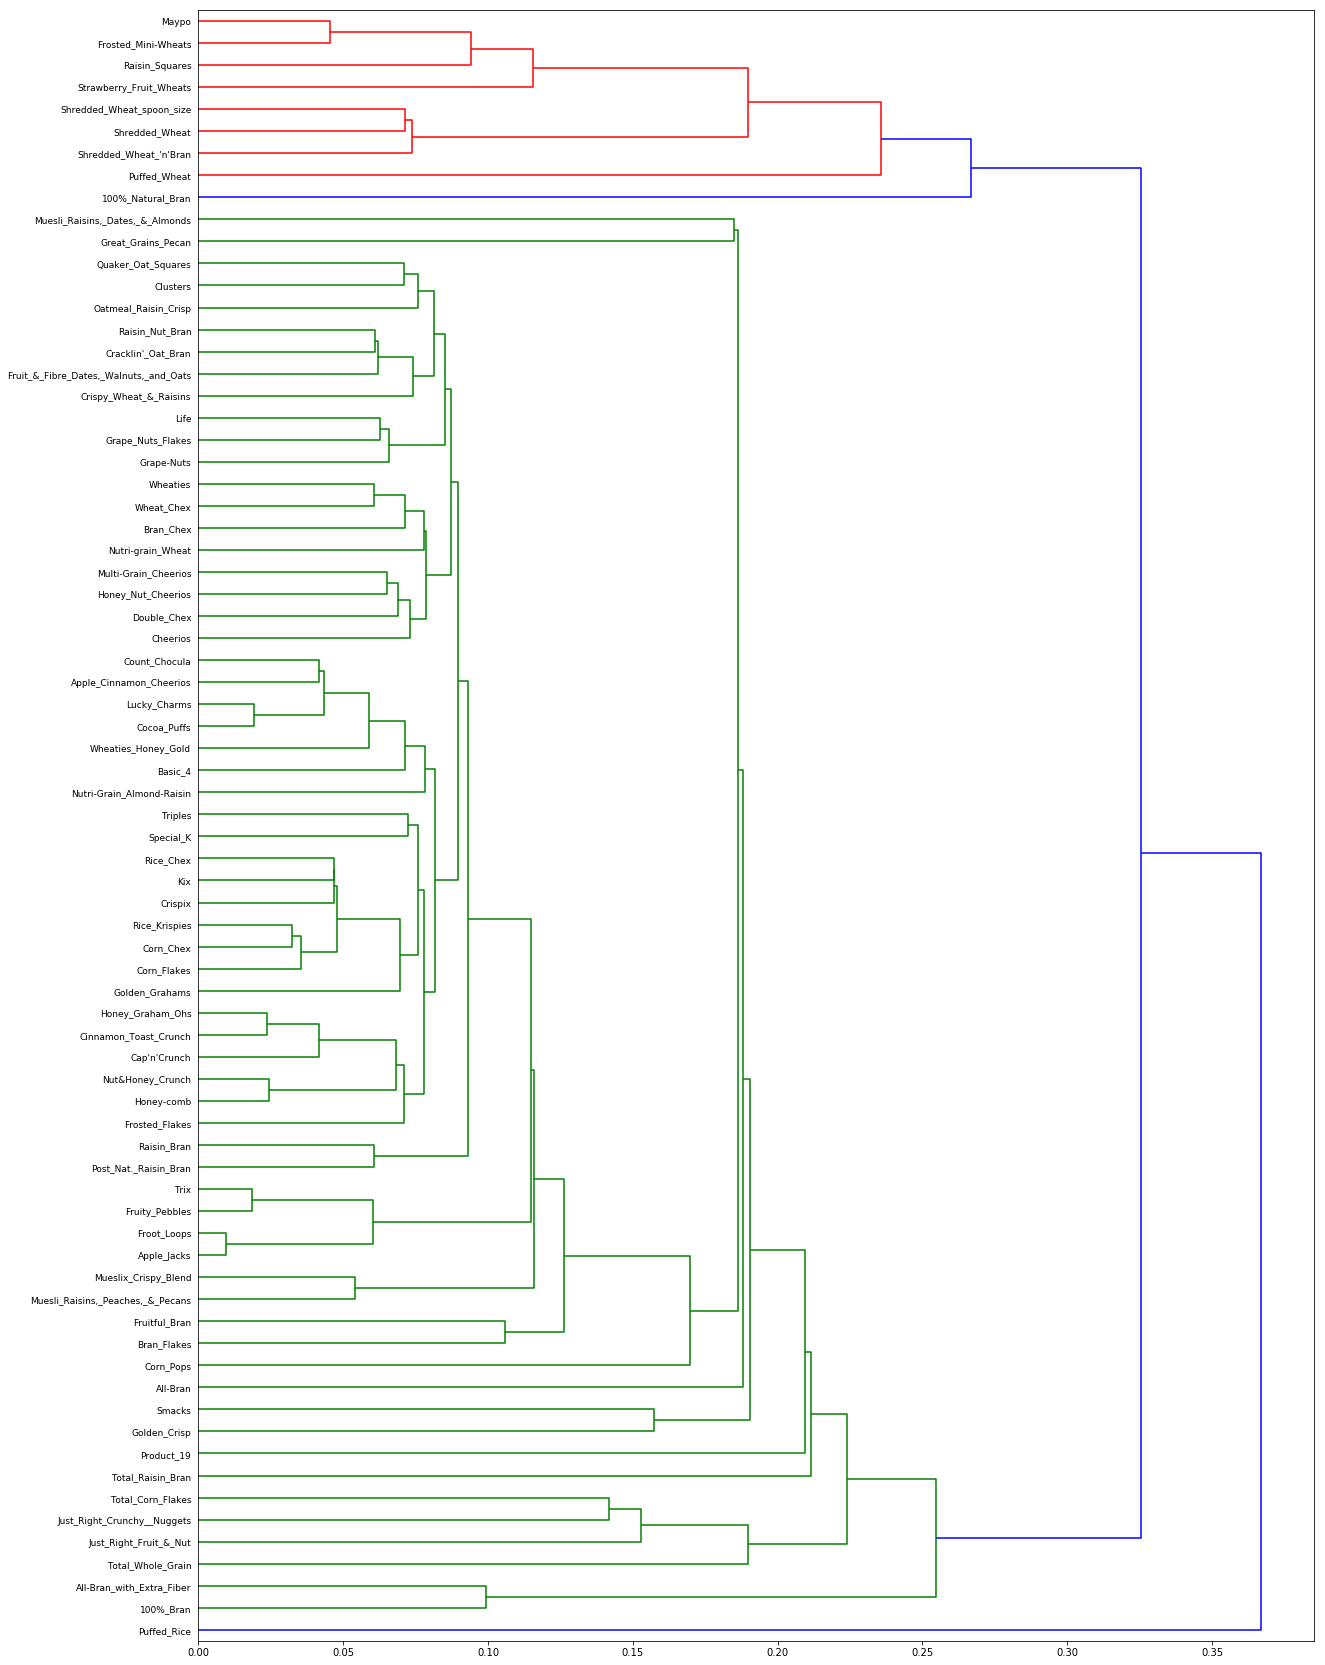 Maypo
Frosted_Mini-Wheats
Raisin_Squares
Strawberry_Fruit_Wheats
Shredded_Wheat_spoon_size
Shredded_Wheat
Shredded_Wheat_'n'Bran
Puffed_Wheat
100%_Natural_Bran
Muesli_Raisins,_Dates,_&_Almonds
Great_Grains_Pecan
Quaker_Oat_Squares
Clusters
Oatmeal_Raisin_Crisp
Raisin_Nut_Bran
Cracklin'_Oat_Bran
Fruit_&_Fibre_Dates,_Walnuts,_and_Oats
Crispy_Wheat_&_Raisins
Life
Grape_Nuts_Flakes
Grape-Nuts
Wheaties
Wheat_Chex
Bran_Chex
Nutri-grain_Wheat
Multi-Grain_Cheerios
Honey_Nut_Cheerios
Double_Chex
Cheerios
Count_Chocula
Apple_Cinnamon_Cheerios
Lucky_Charms
Cocoa_Puffs
Wheaties_Honey_Gold
Basic_4
Nutri-Grain_Almond-Raisin
Triples
Special_K
Rice_Chex
Kix
Crispix
Rice_Krispies
Corn_Chex
Corn_Flakes
Golden_Grahams
Honey_Graham_Ohs
Cinnamon_Toast_Crunch
Cap'n'Crunch
Nut&Honey_Crunch
Honey-comb
Frosted_Flakes
Raisin_Bran
Post_Nat._Raisin_Bran
Trix
Fruity_Pebbles
Froot_Loops
Apple_Jacks
Mueslix_Crispy_Blend
Muesli_Raisins,_Peaches,_&_Pecans
Fruitful_Bran
Bran_Flakes
Corn_Pops
All-Bran
Smacks
Golden_Crisp
Product_19
Total_Raisin_Bran
Total_Corn_Flakes
Just_Right_Crunchy__Nuggets
Just_Right_Fruit_&_Nut
Total_Whole_Grain
All-Bran_with_Extra_Fiber
100%_Bran
Puffed_Rice
0.00 0.05 0.10 0.15 0.20 0.25 0.30 0.35